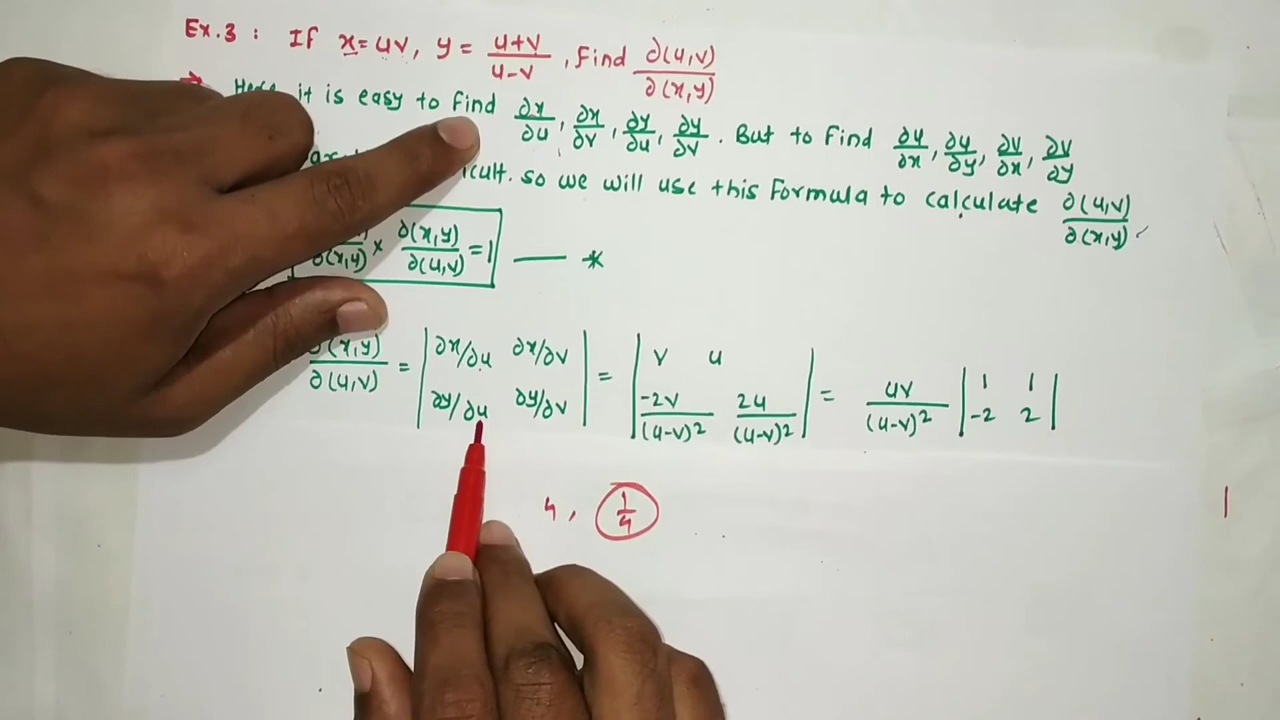 Ex.3 : If x=uv, y = u+v/u-v , Find ∂(u,v)/∂(x,y)
it is easy to find ∂x/∂u, ∂x/∂v, ∂y/∂u, ∂y/∂v. But to find ∂u/∂x, ∂u/∂y, ∂v/∂x, ∂v/∂y
so we will use this Formula to calculate ∂(u,v)/∂(x,y)
∂(x,y) × ∂(x,y)/∂(u,v) = 1 — *
∂(x,y)/∂(u,v) = | ∂x/∂u ∂x/∂v | = | v u | = uv/(u-v)² | 1 1 |
| ∂y/∂u ∂y/∂v | | -2v/(u-v)² 2u/(u-v)² | | -2 2 |
4, 1/4